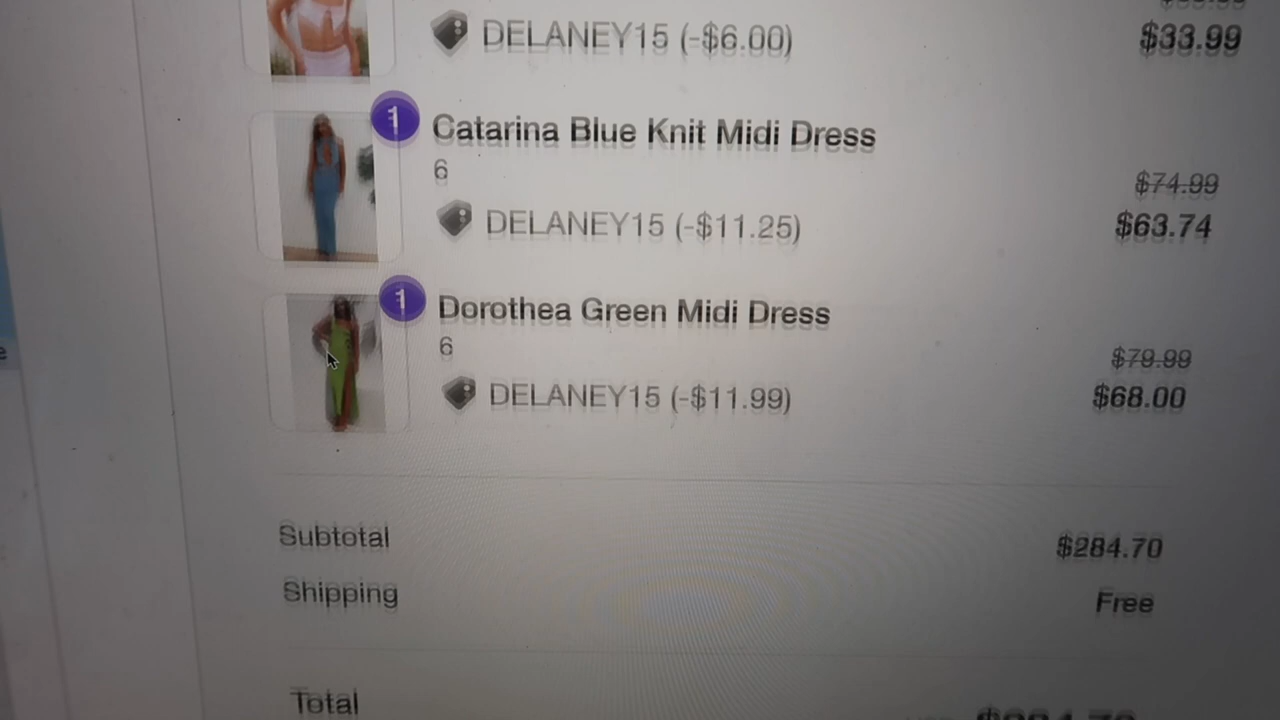 DELANEY15 (-$6.00)
$33.99
1
Catarina Blue Knit Midi Dress
6
$74.99
DELANEY15 (-$11.25)
$63.74
1
Dorothea Green Midi Dress
6
$79.99
DELANEY15 (-$11.99)
$68.00
Subtotal
$284.70
Shipping
Free
Total